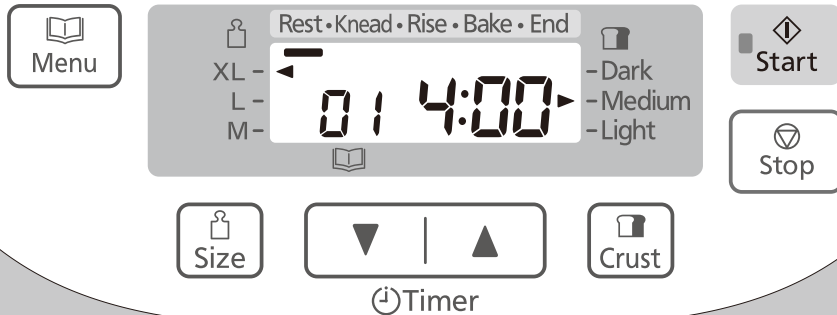 Menu
Rest • Knead • Rise • Bake • End
XL
L
M
01 4:00
Dark
Medium
Light
Start
Stop
Size
Timer
Crust